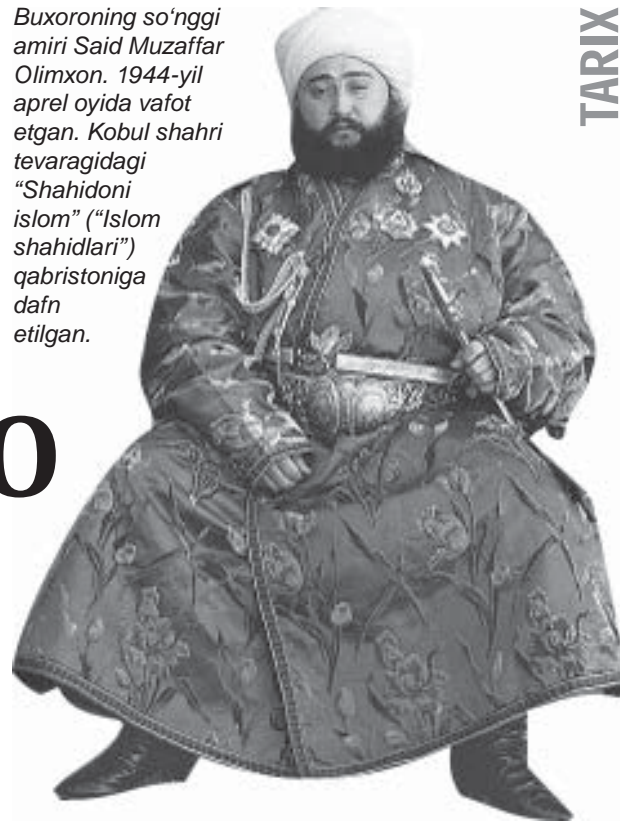 Buxoroning so‘nggi
amiri Said Muzaffar
Olimxon. 1944-yil
aprel oyida vafot
etgan. Kobul shahri
tevaragidagi
“Shahidoni
islom” (“Islom
shahidlari”)
qabristoniga
dafn
etilgan.
TARIX
O